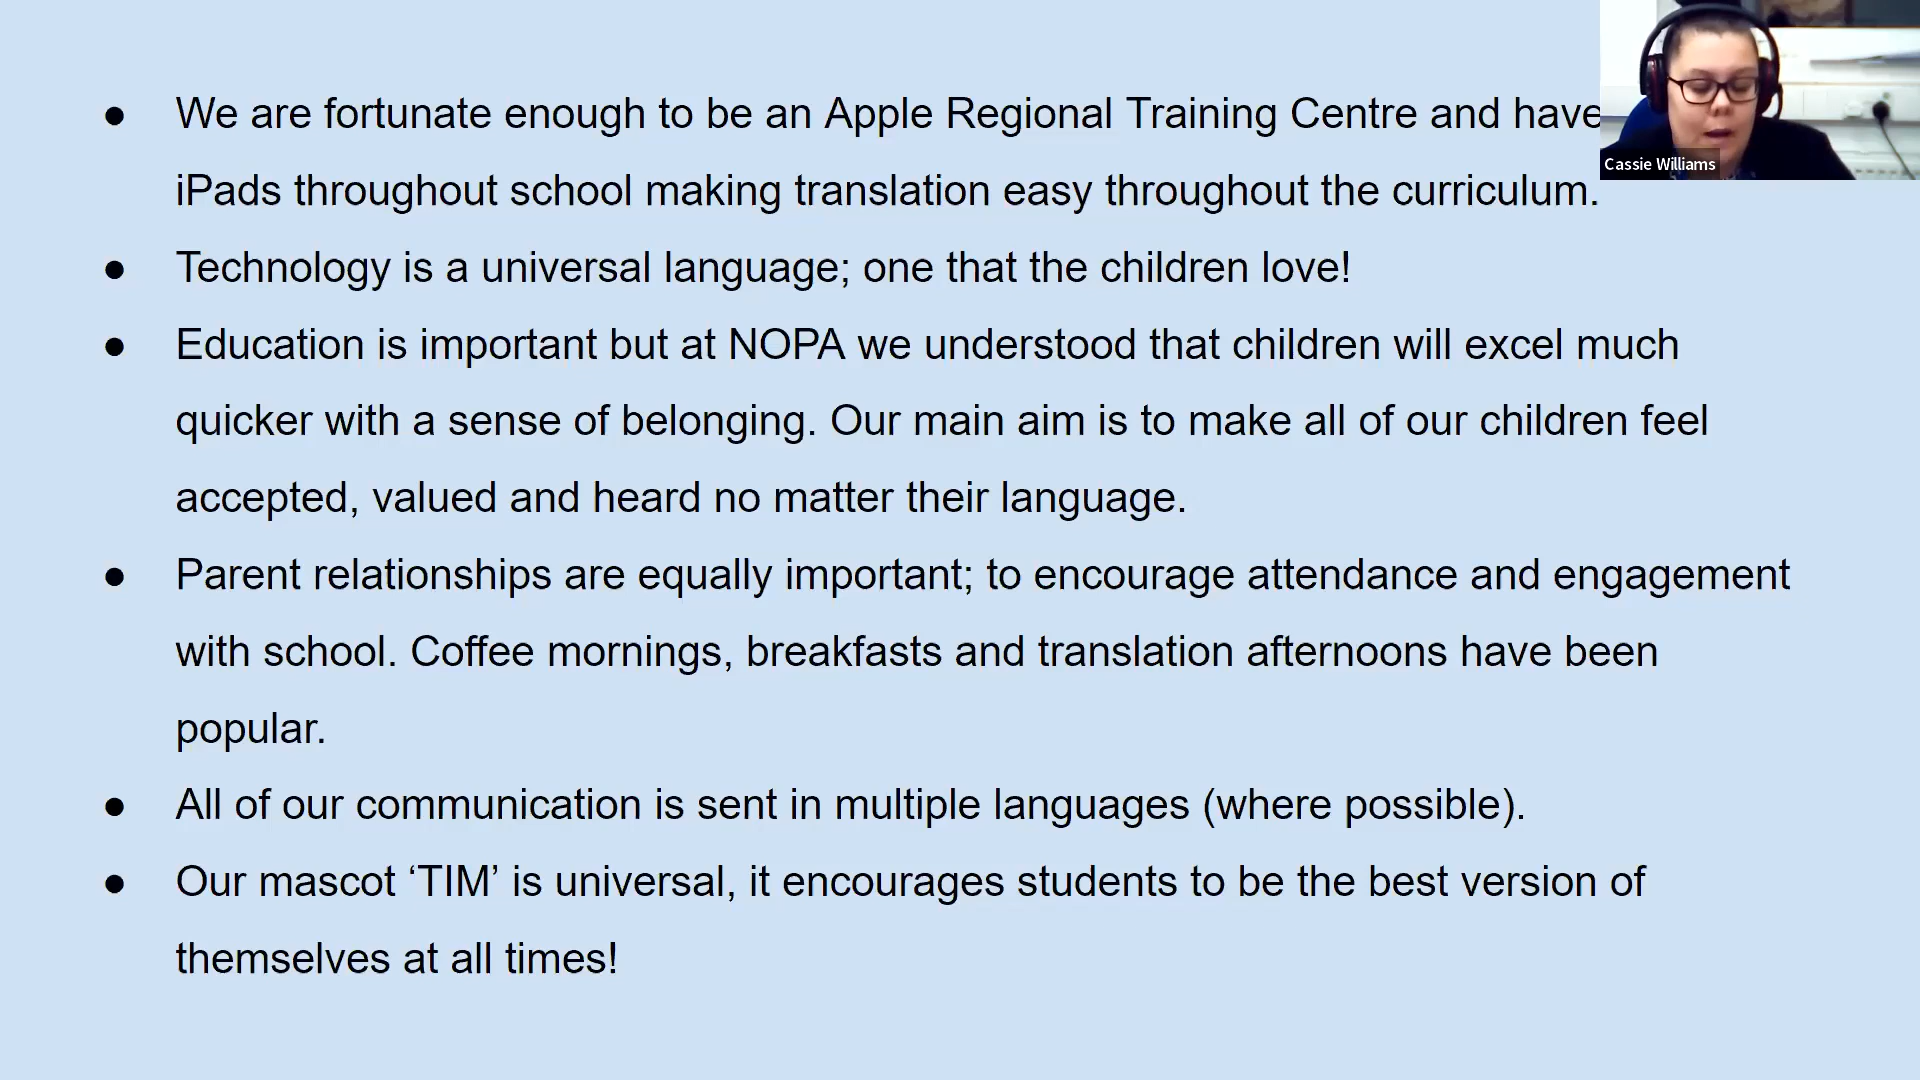 ● We are fortunate enough to be an Apple Regional Training Centre and have
iPads throughout school making translation easy throughout the curriculum.
● Technology is a universal language; one that the children love!
● Education is important but at NOPA we understood that children will excel much
quicker with a sense of belonging. Our main aim is to make all of our children feel
accepted, valued and heard no matter their language.
● Parent relationships are equally important; to encourage attendance and engagement
with school. Coffee mornings, breakfasts and translation afternoons have been
popular.
● All of our communication is sent in multiple languages (where possible).
● Our mascot ‘TIM’ is universal, it encourages students to be the best version of
themselves at all times!
Cassie Williams